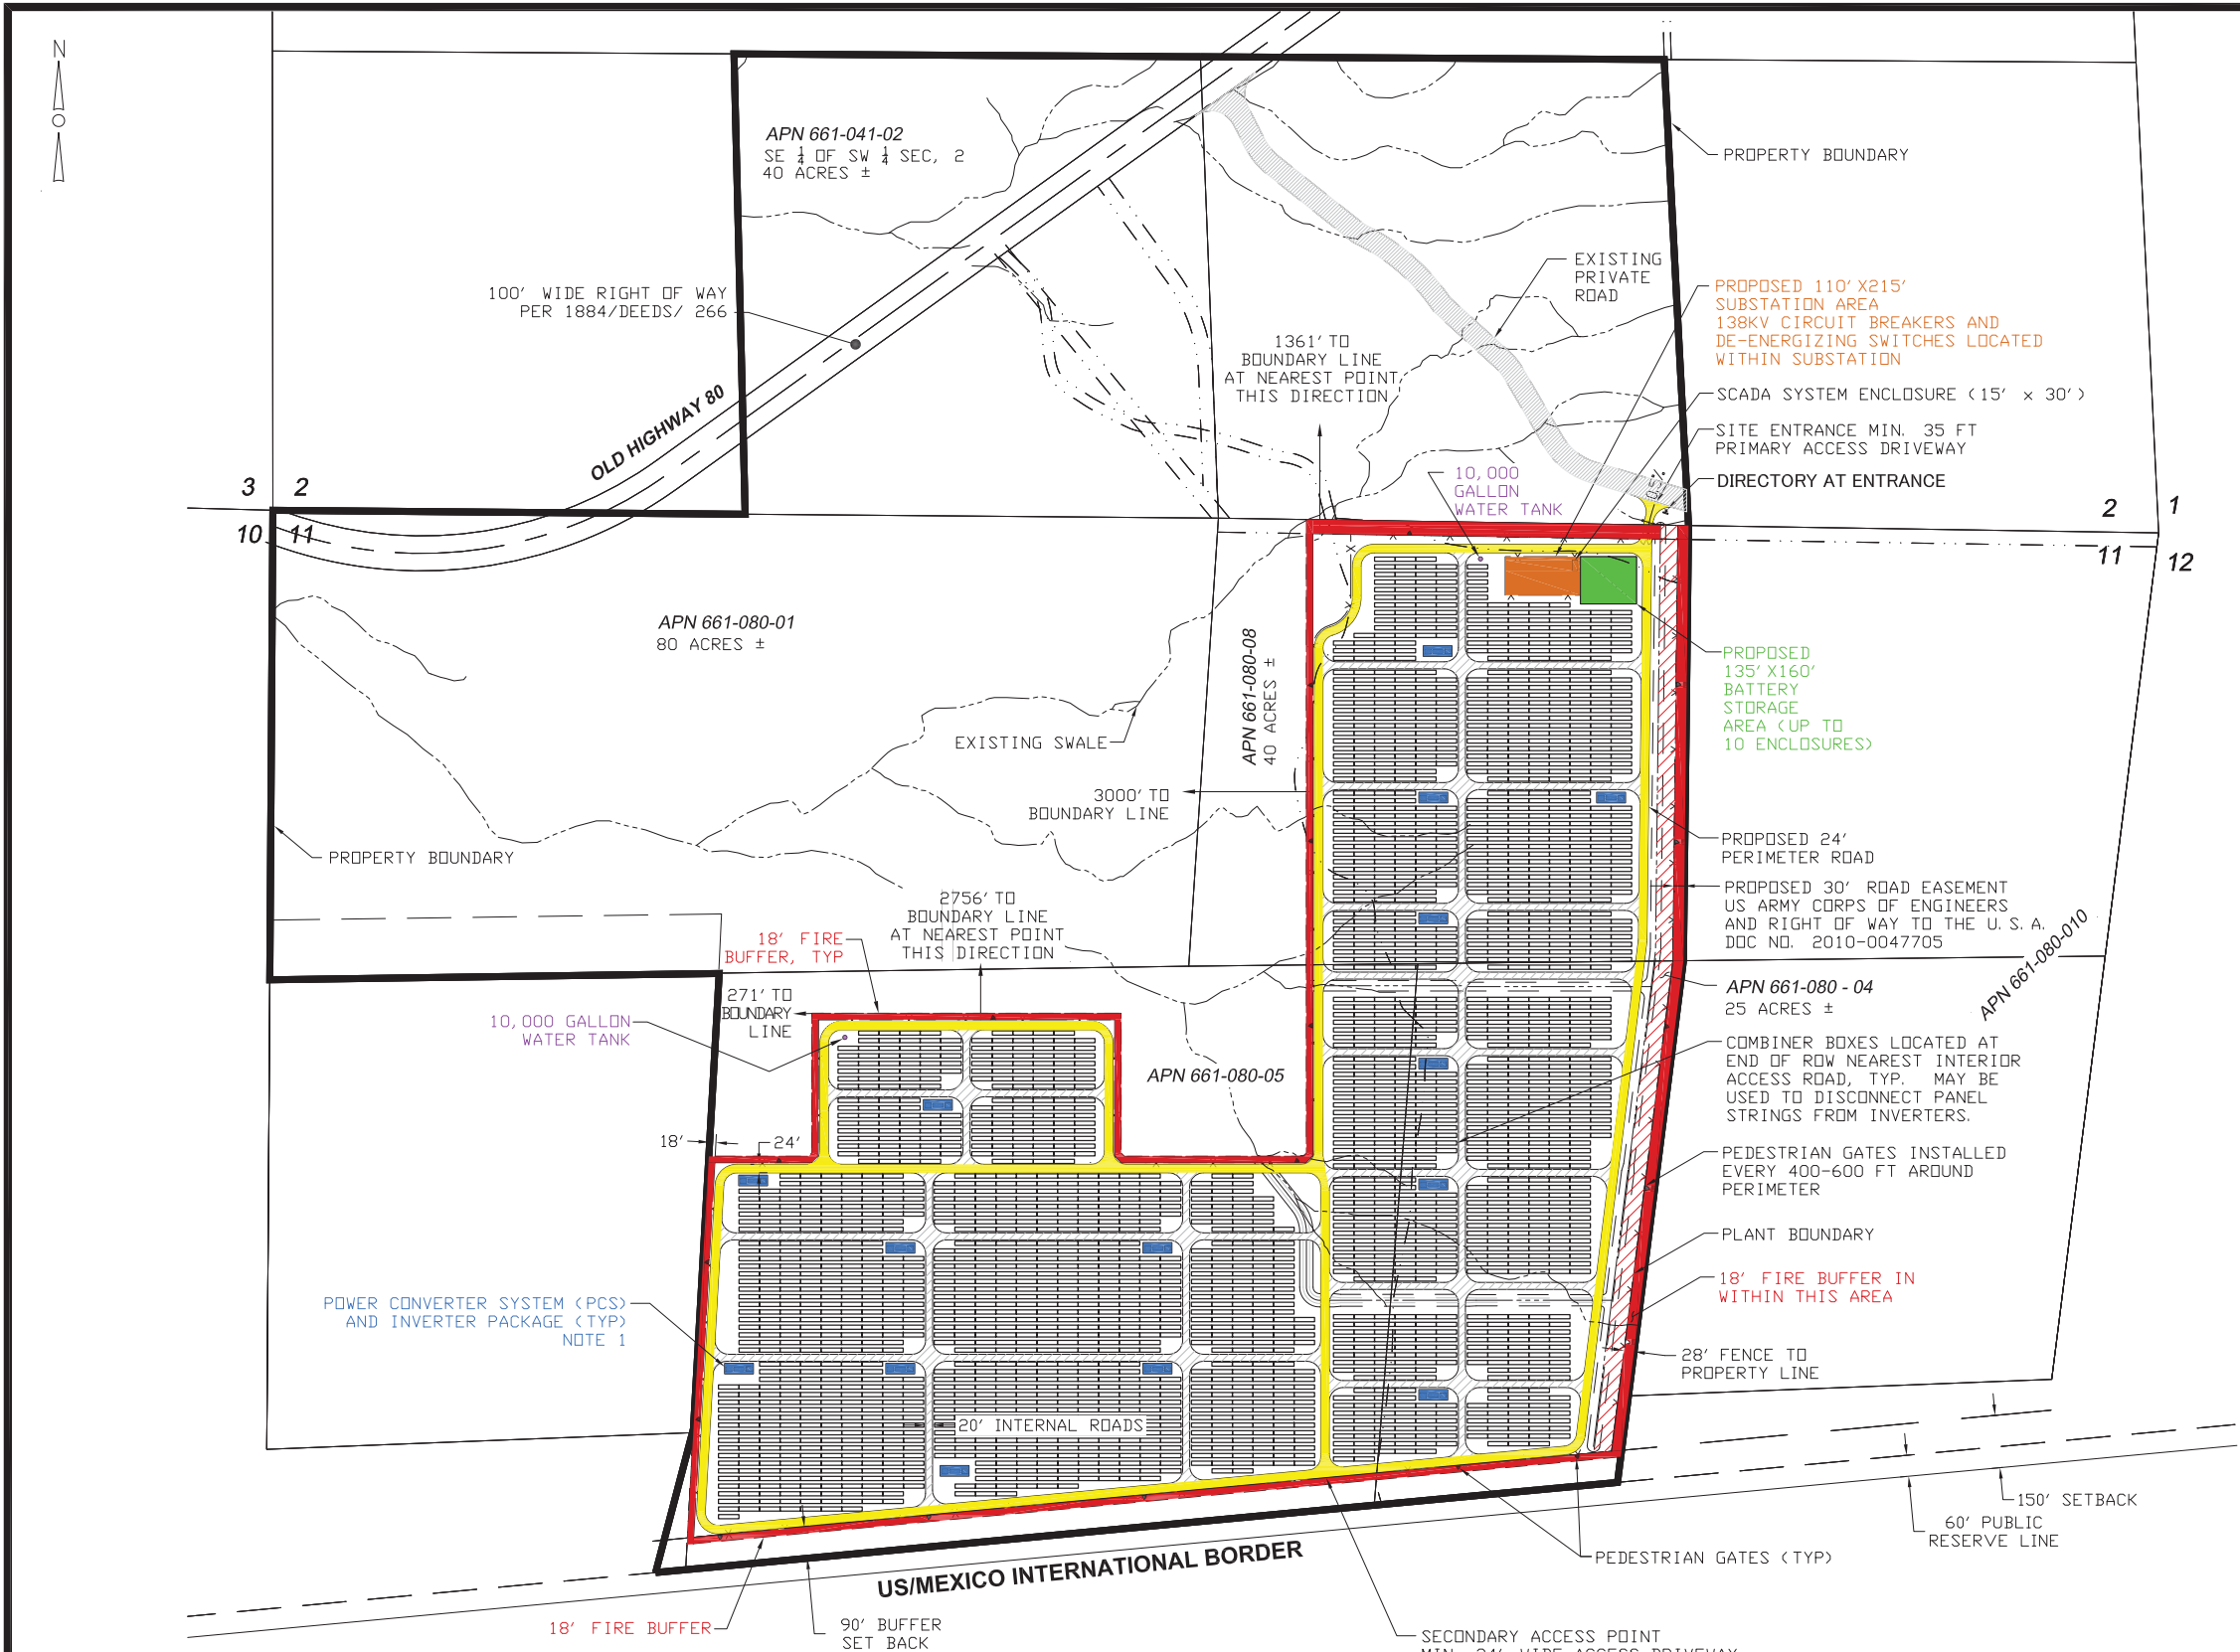 N
APN 661-041-02
SE 1/4 OF SW 1/4 SEC, 2
40 ACRES ±
PROPERTY BOUNDARY
100' WIDE RIGHT OF WAY
PER 1884/DEEDS/ 266
OLD HIGHWAY 80
EXISTING
PRIVATE
ROAD
1361' TO
BOUNDARY LINE
AT NEAREST POINT
THIS DIRECTION
PROPOSED 110' X215'
SUBSTATION AREA
138KV CIRCUIT BREAKERS AND
DE-ENERGIZING SWITCHES LOCATED
WITHIN SUBSTATION
SCADA SYSTEM ENCLOSURE (15' x 30')
SITE ENTRANCE MIN. 35 FT
PRIMARY ACCESS DRIVEWAY
DIRECTORY AT ENTRANCE
10,000
GALLON
WATER TANK
3 2
10 11
2 1
11 12
APN 661-080-01
80 ACRES ±
APN 661-080-08
40 ACRES ±
EXISTING SWALE
3000' TO
BOUNDARY LINE
PROPOSED
135' X160'
BATTERY
STORAGE
AREA (UP TO
10 ENCLOSURES)
PROPERTY BOUNDARY
PROPOSED 24'
PERIMETER ROAD
PROPOSED 30' ROAD EASEMENT
US ARMY CORPS OF ENGINEERS
AND RIGHT OF WAY TO THE U.S.A.
DOC NO. 2010-0047705
APN 661-080-010
2756' TO
BOUNDARY LINE
AT NEAREST POINT
THIS DIRECTION
18' FIRE
BUFFER, TYP
271' TO
BOUNDARY
LINE
10,000 GALLON
WATER TANK
APN 661-080 - 04
25 ACRES ±
COMBINER BOXES LOCATED AT
END OF ROW NEAREST INTERIOR
ACCESS ROAD, TYP. MAY BE
USED TO DISCONNECT PANEL
STRINGS FROM INVERTERS.
APN 661-080-05
18'
24'
PEDESTRIAN GATES INSTALLED
EVERY 400-600 FT AROUND
PERIMETER
PLANT BOUNDARY
18' FIRE BUFFER IN
WITHIN THIS AREA
POWER CONVERTER SYSTEM (PCS)
AND INVERTER PACKAGE (TYP)
NOTE 1
28' FENCE TO
PROPERTY LINE
20' INTERNAL ROADS
150' SETBACK
60' PUBLIC
RESERVE LINE
PEDESTRIAN GATES (TYP)
US/MEXICO INTERNATIONAL BORDER
18' FIRE BUFFER
90' BUFFER
SET BACK
SECONDARY ACCESS POINT
MIN. 24' WIDE ACCESS DRIVEWAY